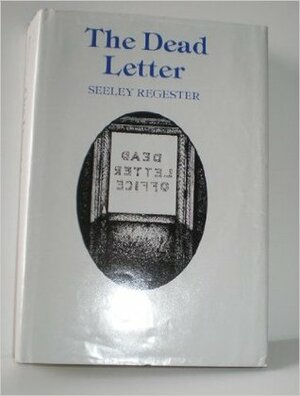 The Dead
Letter
SEELEY REGESTER
DEAD
LETTER
OFFICE